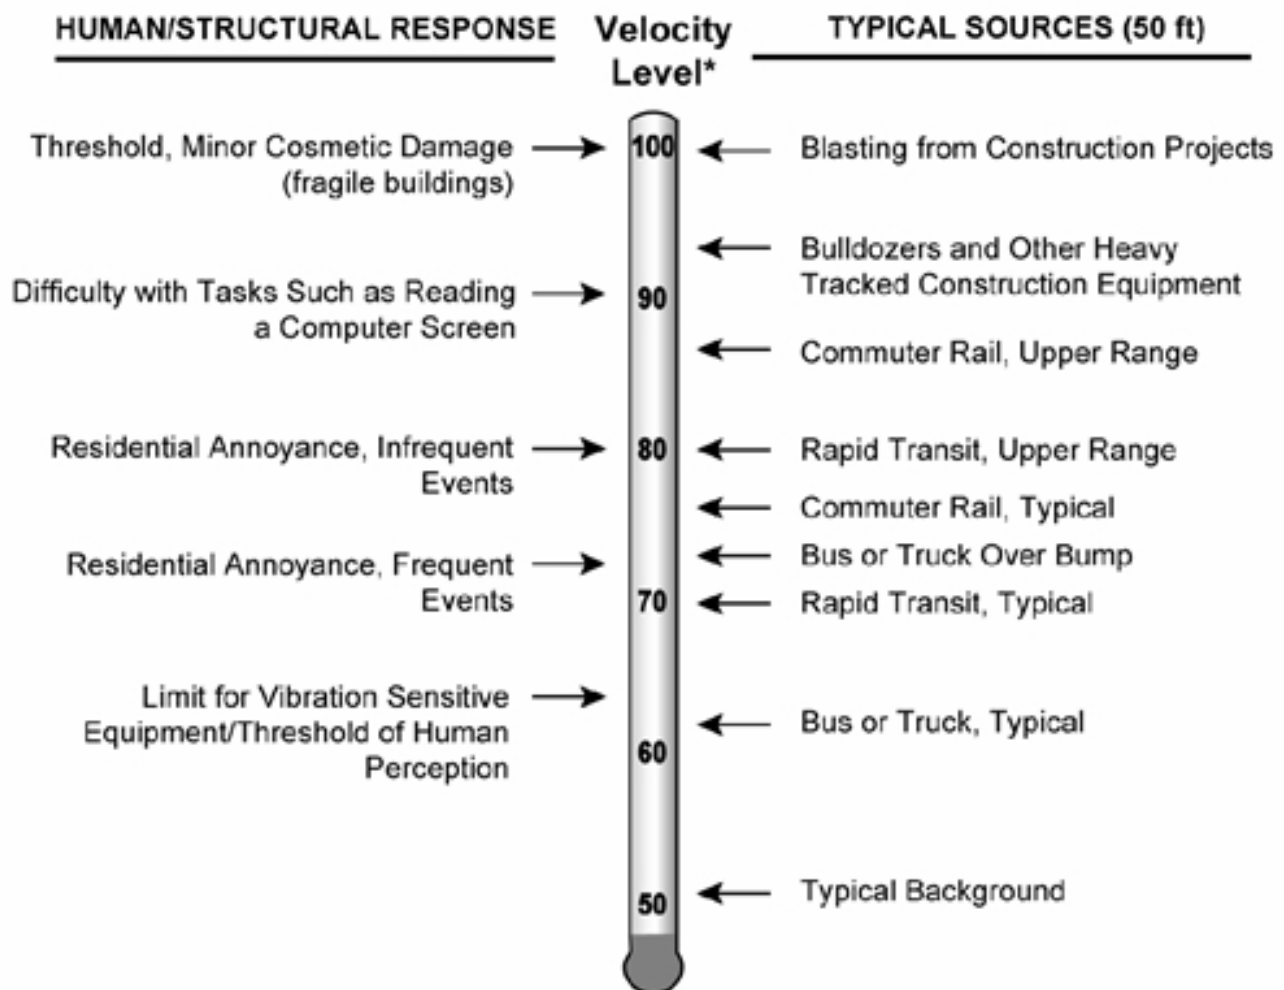 HUMAN/STRUCTURAL RESPONSE
Velocity
Level*
TYPICAL SOURCES (50 ft)
Threshold, Minor Cosmetic Damage
(fragile buildings)
100
Blasting from Construction Projects
Bulldozers and Other Heavy
Tracked Construction Equipment
Difficulty with Tasks Such as Reading
a Computer Screen
90
Commuter Rail, Upper Range
Residential Annoyance, Infrequent
Events
80
Rapid Transit, Upper Range
Commuter Rail, Typical
Bus or Truck Over Bump
Residential Annoyance, Frequent
Events
70
Rapid Transit, Typical
Limit for Vibration Sensitive
Equipment/Threshold of Human
Perception
Bus or Truck, Typical
60
Typical Background
50